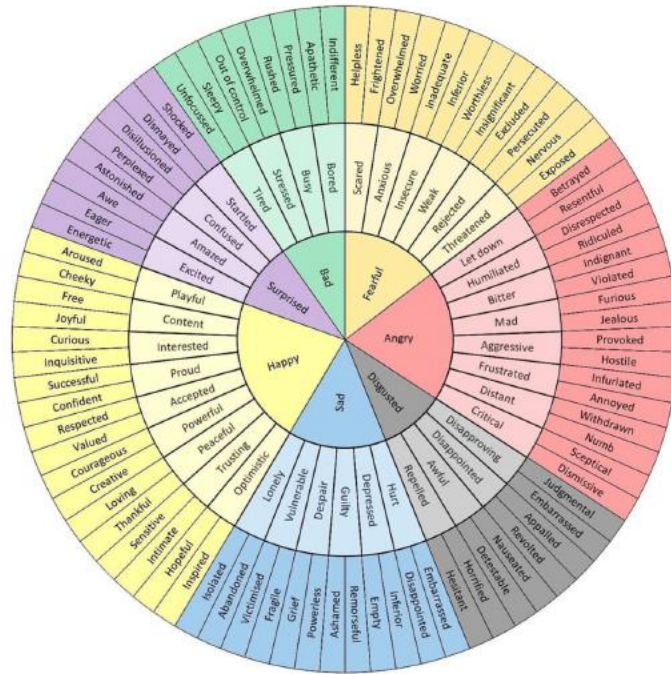 Bad
Fearful
Angry
Disgusted
Sad
Happy
Surprised
Tired
Stressed
Busy
Bored
Scared
Anxious
Insecure
Weak
Rejected
Threatened
Let down
Humiliated
Bitter
Mad
Aggressive
Frustrated
Distant
Critical
Disapproving
Disappointed
Awful
Repelled
Hurt
Depressed
Guilty
Despair
Vulnerable
Lonely
Optimistic
Trusting
Peaceful
Powerful
Accepted
Proud
Interested
Content
Playful
Excited
Amazed
Confused
Startled
Unfocussed
Sleepy
Out of control
Overwhelmed
Rushed
Pressured
Apathetic
Indifferent
Helpless
Frightened
Overwhelmed
Worried
Inadequate
Inferior
Worthless
Insignificant
Excluded
Persecuted
Nervous
Exposed
Betrayed
Resentful
Disrespected
Ridiculed
Indignant
Violated
Furious
Jealous
Provoked
Hostile
Infuriated
Annoyed
Withdrawn
Numb
Sceptical
Dismissive
Judgmental
Embarrassed
Appalled
Revolted
Nauseated
Detestable
Horrified
Hesitant
Embarrassed
Disappointed
Inferior
Empty
Remorseful
Ashamed
Powerless
Grief
Fragile
Victimised
Abandoned
Isolated
Inspired
Hopeful
Intimate
Sensitive
Thankful
Loving
Creative
Courageous
Valued
Respected
Confident
Successful
Inquisitive
Curious
Joyful
Free
Cheeky
Aroused
Energetic
Eager
Awe
Astonished
Perplexed
Disillusioned
Dismayed
Shocked